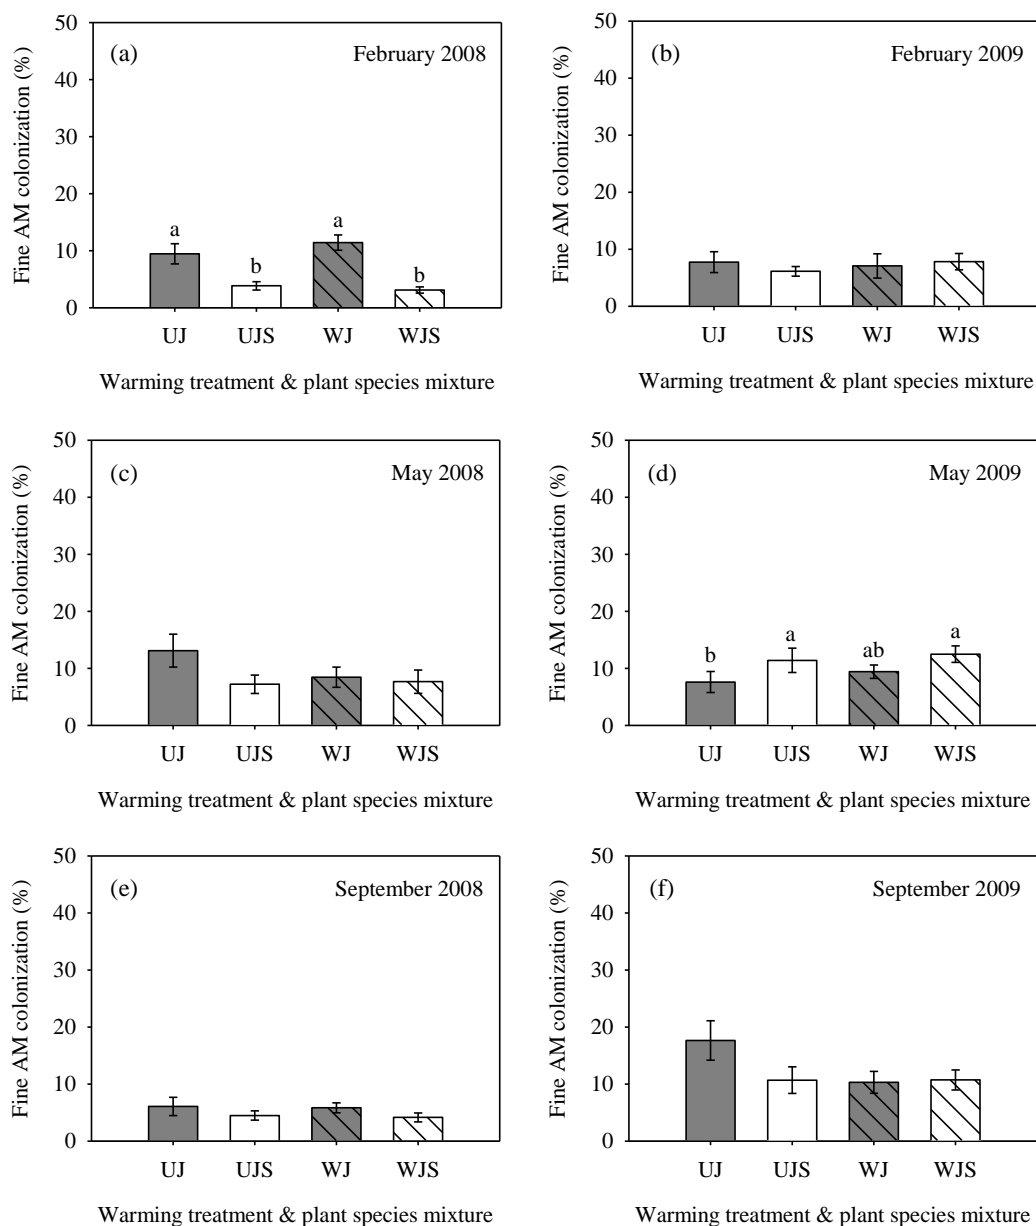 Fine AM colonization (%)
50
40
30
20
10
0
(a)
February 2008
a
b
a
b
UJ UJS WJ WJS
Warming treatment & plant species mixture
Fine AM colonization (%)
50
40
30
20
10
0
(b)
February 2009
UJ UJS WJ WJS
Warming treatment & plant species mixture
Fine AM colonization (%)
50
40
30
20
10
0
(c)
May 2008
UJ UJS WJ WJS
Warming treatment & plant species mixture
Fine AM colonization (%)
50
40
30
20
10
0
(d)
May 2009
b
a
ab
a
UJ UJS WJ WJS
Warming treatment & plant species mixture
Fine AM colonization (%)
50
40
30
20
10
0
(e)
September 2008
UJ UJS WJ WJS
Warming treatment & plant species mixture
Fine AM colonization (%)
50
40
30
20
10
0
(f)
September 2009
UJ UJS WJ WJS
Warming treatment & plant species mixture